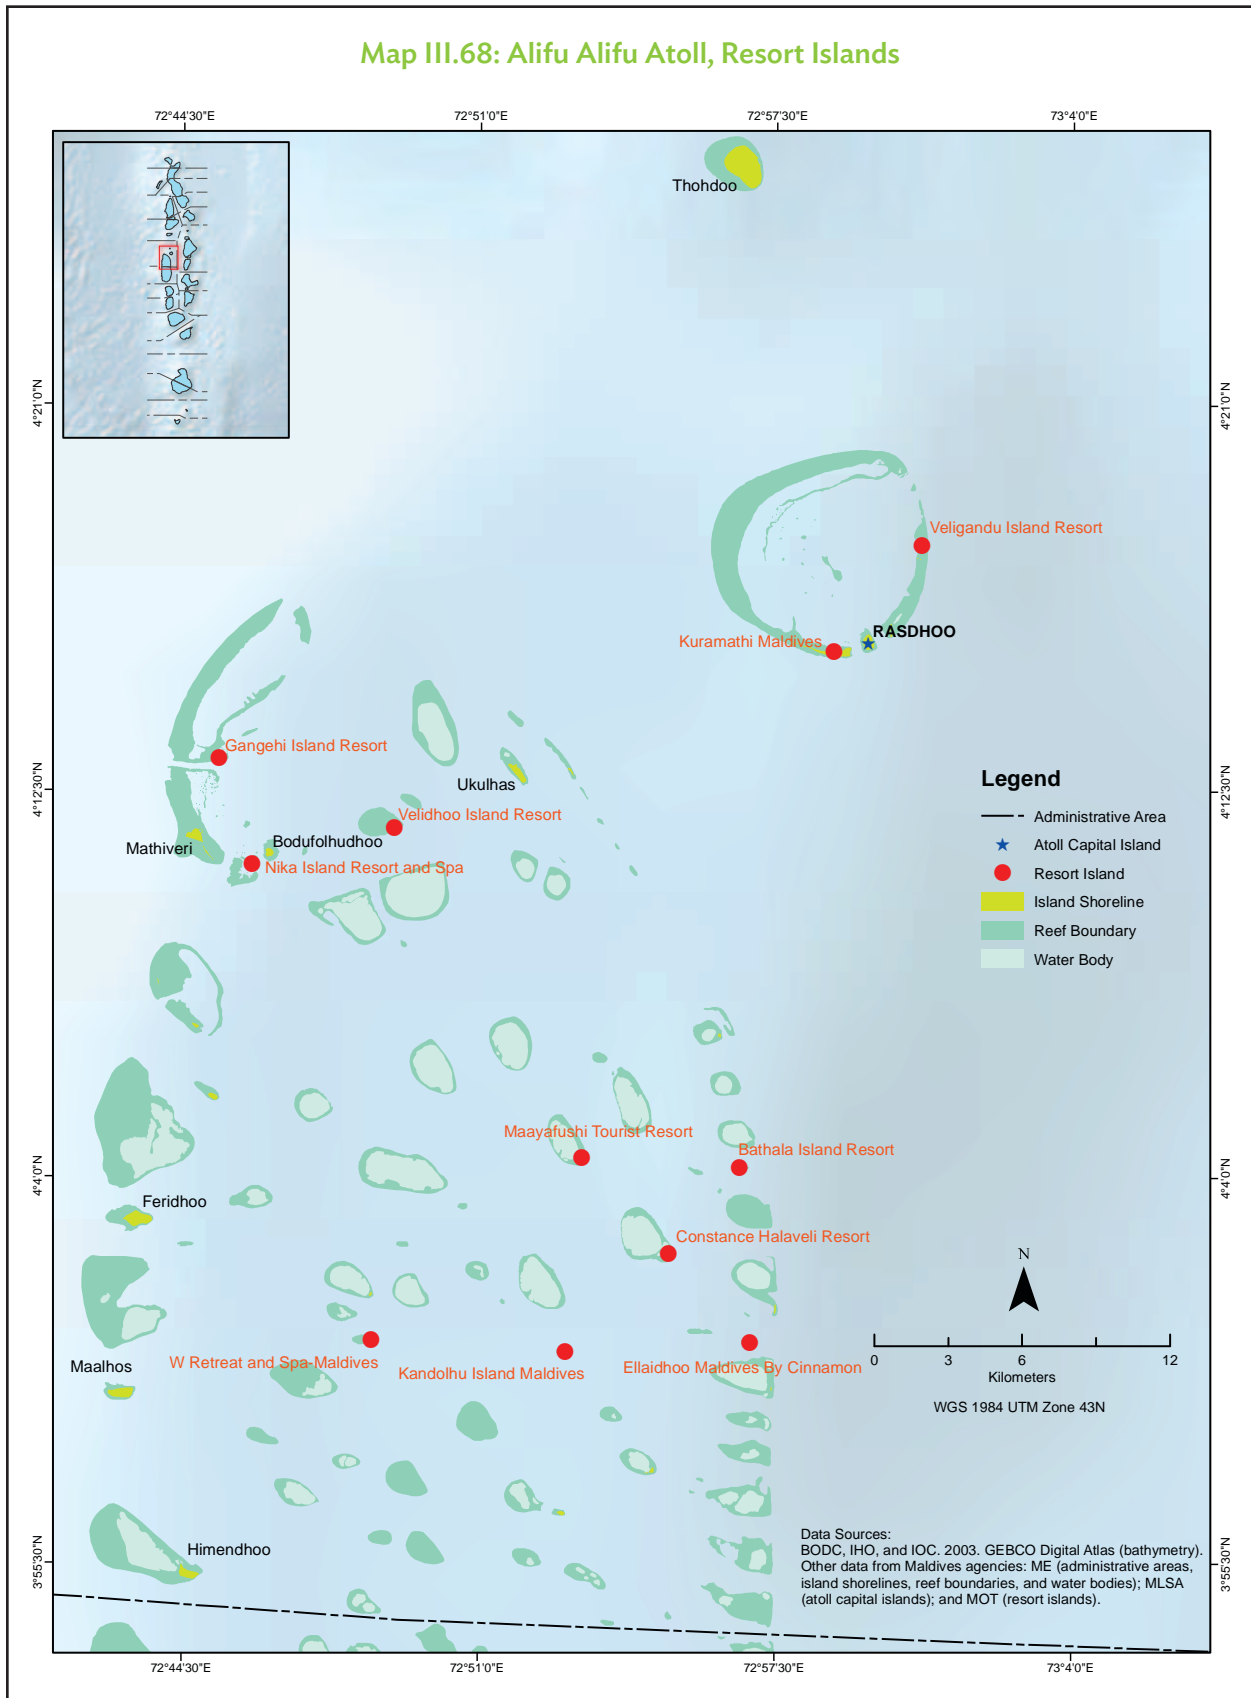 Map III.68: Alifu Alifu Atoll, Resort Islands
72°44'30"E
72°51'0"E
72°57'30"E
73°4'0"E
Thohdoo
4°21'0"N
4°21'0"N
Veligandu Island Resort
RASDHOO
Kuramathi Maldives
Gangehi Island Resort
Ukulhas
4°12'30"N
4°12'30"N
Velidhoo Island Resort
Bodufolhudhoo
Mathiveri
Nika Island Resort and Spa
Legend
Administrative Area
Atoll Capital Island
Resort Island
Island Shoreline
Reef Boundary
Water Body
Maayafushi Tourist Resort
Bathala Island Resort
4°4'0"N
4°4'0"N
Feridhoo
Constance Halaveli Resort
N
W Retreat and Spa-Maldives
Maalhos
Kandolhu Island Maldives
Ellaidhoo Maldives By Cinnamon
0 3 6 12
Kilometers
WGS 1984 UTM Zone 43N
Himendhoo
3°55'30"N
3°55'30"N
Data Sources:
BODC, IHO, and IOC. 2003. GEBCO Digital Atlas (bathymetry).
Other data from Maldives agencies: ME (administrative areas,
island shorelines, reef boundaries, and water bodies); MLSA
(atoll capital islands); and MOT (resort islands).
72°44'30"E
72°51'0"E
72°57'30"E
73°4'0"E